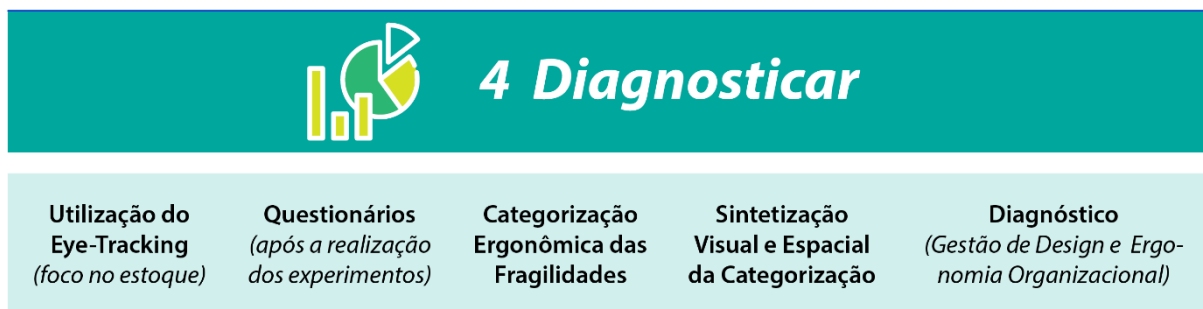 4 Diagnosticar
Utilização do
Eye-Tracking
(foco no estoque)
Questionários
(após a realização
dos experimentos)
Categorização
Ergonômica das
Fragilidades
Sintetização
Visual e Espacial
da Categorização
Diagnóstico
(Gestão de Design e Ergo-
nomia Organizacional)